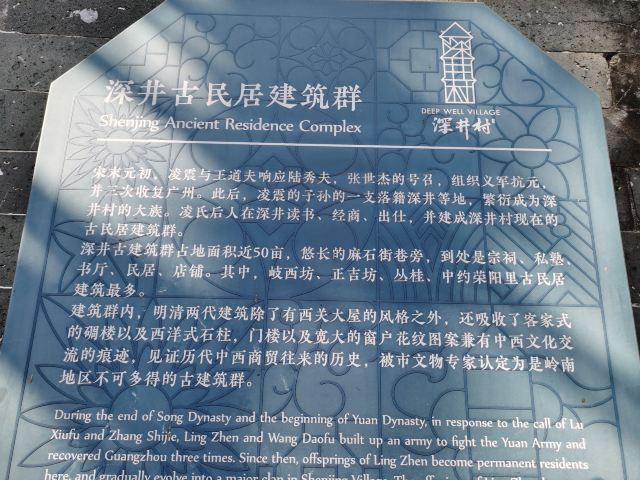 深井古民居建筑群
Shenjing Ancient Residence Complex
DEEP WELL VILLAGE
深井村
宋末元初，凌震与王道夫响应陆秀夫，张世杰的号召，组织义军抗元，
并三次收复广州。此后，凌震的子孙的一支落籍深井等地，繁衍成为深
井村的大族。凌氏后人在深井读书、经商、出仕，并建成深井村现在的
古民居建筑群。
深井古建筑群占地面积近50亩，悠长的麻石街巷旁，到处是宗祠、私塾、
书厅、民居、店铺。其中，岐西坊、正吉坊、丛桂、中约荣阳里古民居
建筑最多。
建筑群内，明清两代建筑除了有西关大屋的风格之外，还吸收了客家式
的碉楼以及西洋式石柱，门楼以及宽大的窗户花纹图案兼有中西文化交
流的痕迹，见证历代中西商贸往来的历史，被市文物专家认定为是岭南
地区不可多得的古建筑群。
During the end of Song Dynasty and the beginning of Yuan Dynasty, in response to the call of Lu
Xiufu and Zhang Shijie, Ling Zhen and Wang Daofu built up an army to fight the Yuan Army and
recovered Guangzhou three times. Since then, offsprings of Ling Zhen become permanent residents
here, and gradually evolve into a major clan in Shenjing Village. The offspring of Ling Zhen